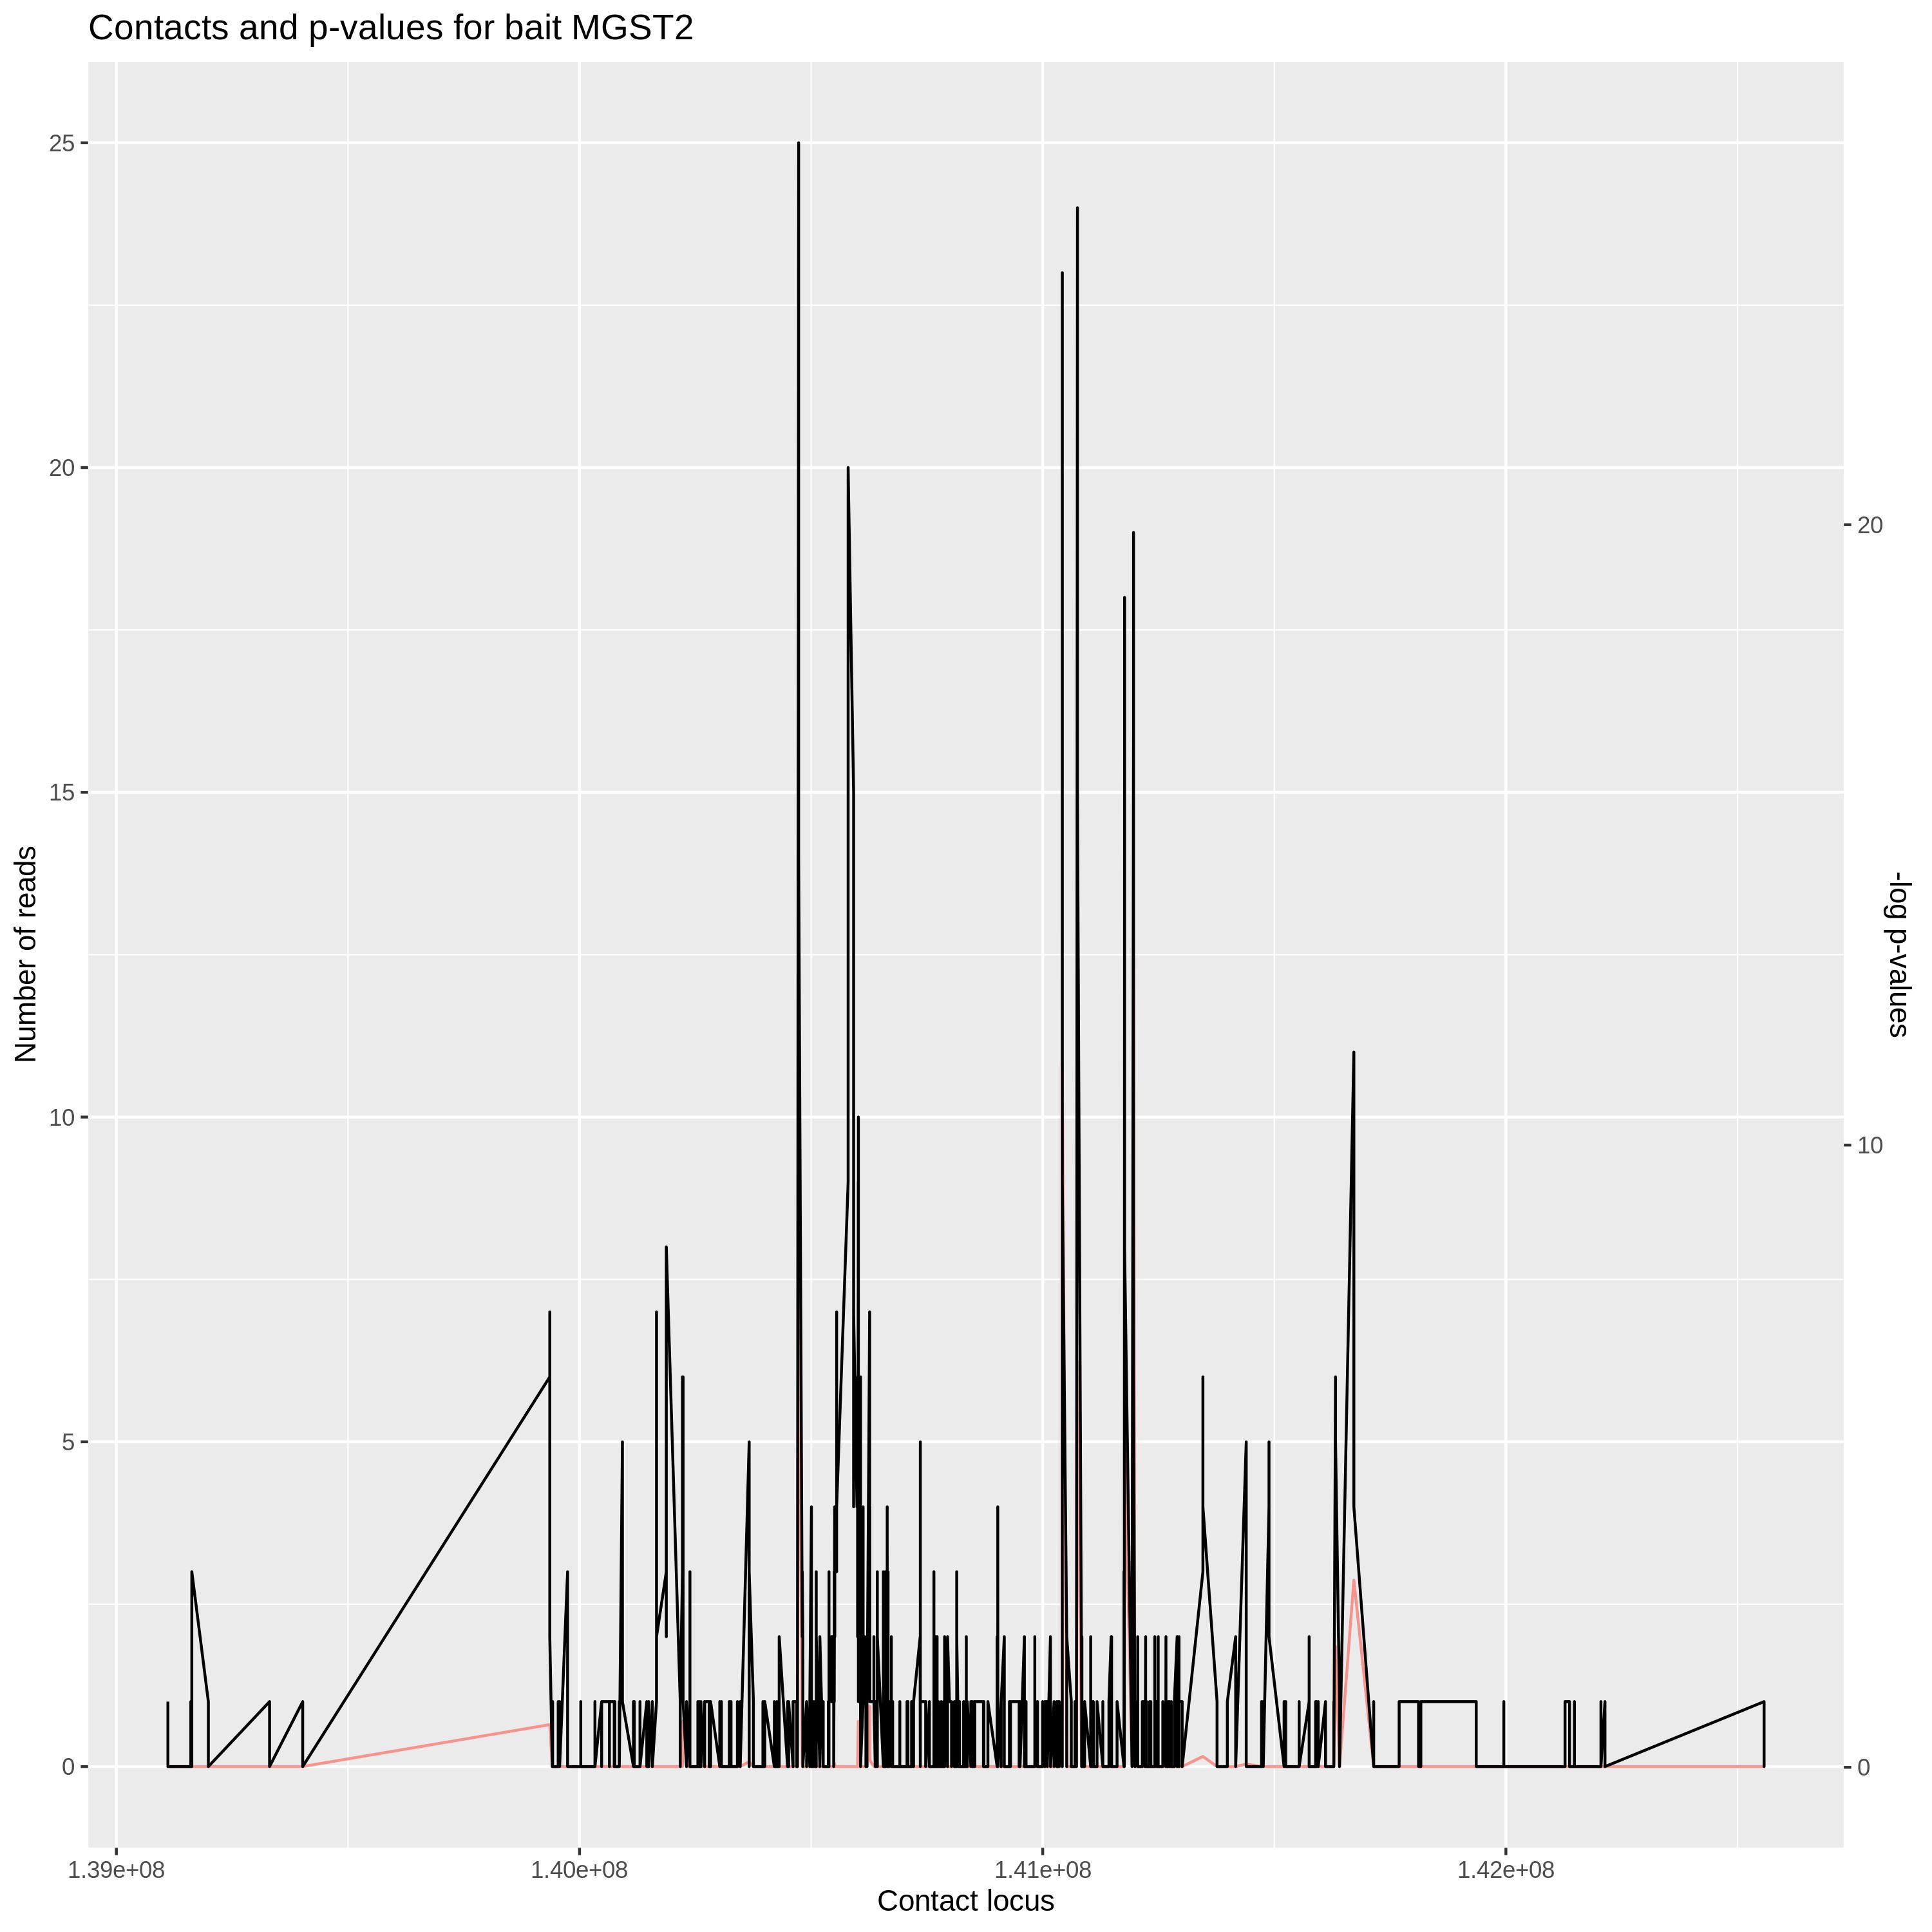 Contacts and p-values for bait MGST2
25
20
15
10
5
0
Number of reads
20
10
0
-log p-values
1.39e+08
1.40e+08
1.41e+08
1.42e+08
Contact locus